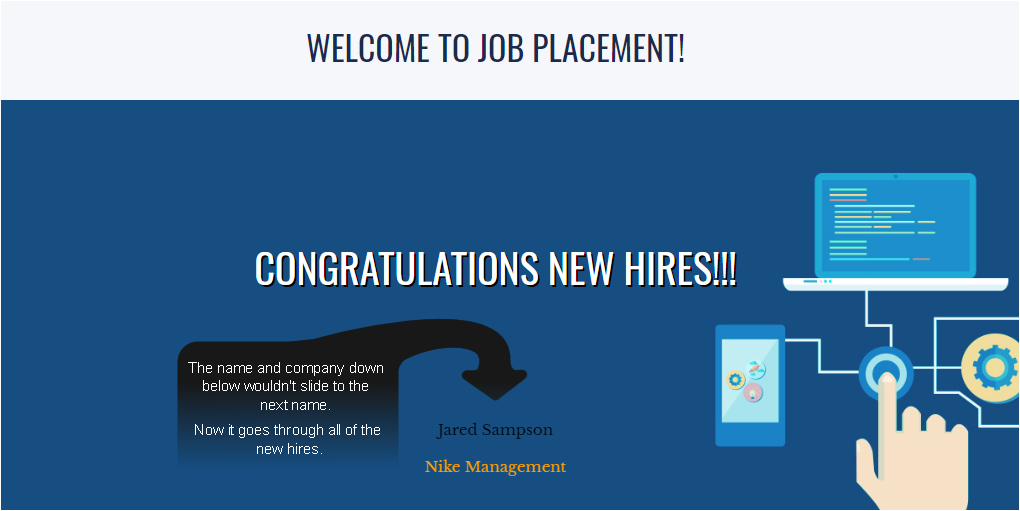 WELCOME TO JOB PLACEMENT!
CONGRATULATIONS NEW HIRES!!!
The name and company down
below wouldn't slide to the
next name.
Now it goes through all of the
new hires.
Jared Sampson
Nike Management